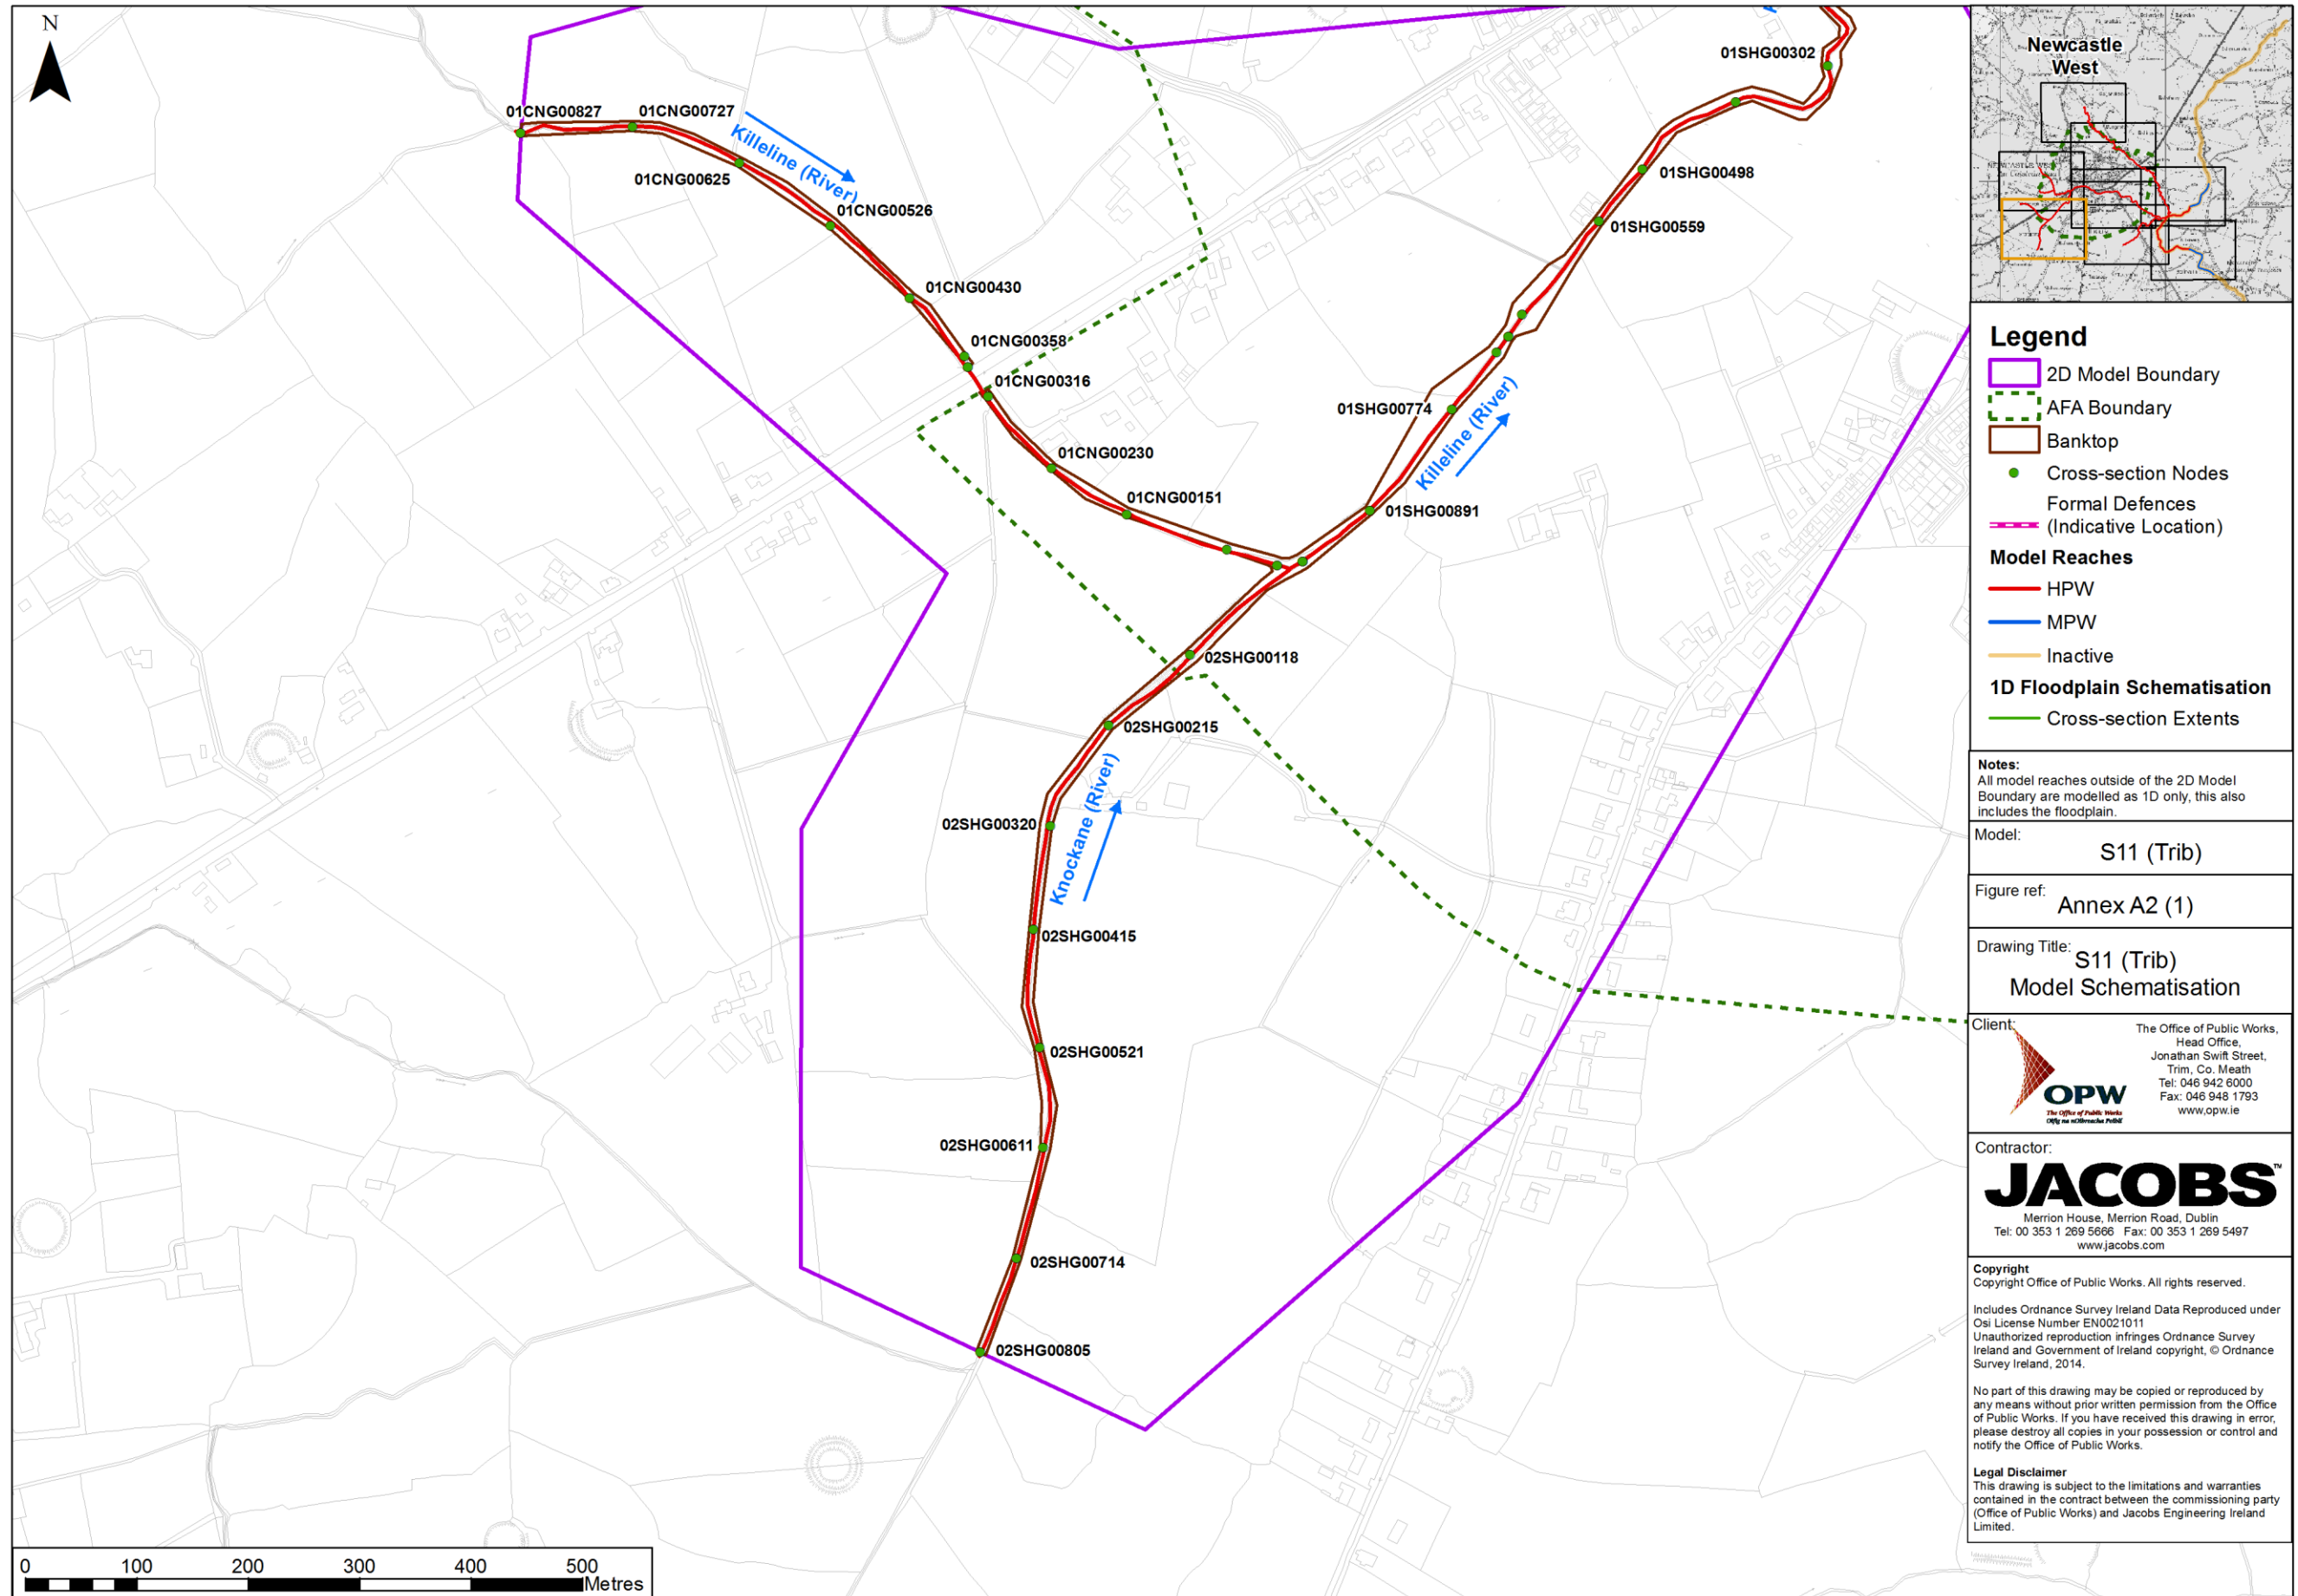 N
01CNG00827
01CNG00727
Killeline (River)
01CNG00625
01CNG00526
01CNG00430
01CNG00358
01CNG00316
01CNG00230
01CNG00151
01SHG00302
01SHG00498
01SHG00559
01SHG00774
Killeline (River)
01SHG00891
02SHG00118
02SHG00215
Knockane (River)
02SHG00320
02SHG00415
02SHG00521
02SHG00611
02SHG00714
02SHG00805
0 100 200 300 400 500
Metres
Newcastle
West
Legend
2D Model Boundary
AFA Boundary
Banktop
Cross-section Nodes
Formal Defences
(Indicative Location)
Model Reaches
HPW
MPW
Inactive
1D Floodplain Schematisation
Cross-section Extents
Notes:
All model reaches outside of the 2D Model
Boundary are modelled as 1D only, this also
includes the floodplain.
Model:
S11 (Trib)
Figure ref:
Annex A2 (1)
Drawing Title:
S11 (Trib)
Model Schematisation
Client:
OPW
The Office of Public Works
Oifig na nOibreacha Poiblí
The Office of Public Works,
Head Office,
Jonathan Swift Street,
Trim, Co. Meath
Tel: 046 942 6000
Fax: 046 948 1793
www.opw.ie
Contractor:
JACOBS™
Merrion House, Merrion Road, Dublin
Tel: 00 353 1 269 5666 Fax: 00 353 1 269 5497
www.jacobs.com
Copyright
Copyright Office of Public Works. All rights reserved.
Includes Ordnance Survey Ireland Data Reproduced under
Osi License Number EN0021011
Unauthorized reproduction infringes Ordnance Survey
Ireland and Government of Ireland copyright, © Ordnance
Survey Ireland, 2014.
No part of this drawing may be copied or reproduced by
any means without prior written permission from the Office
of Public Works. If you have received this drawing in error,
please destroy all copies in your possession or control and
notify the Office of Public Works.
Legal Disclaimer
This drawing is subject to the limitations and warranties
contained in the contract between the commissioning party
(Office of Public Works) and Jacobs Engineering Ireland
Limited.